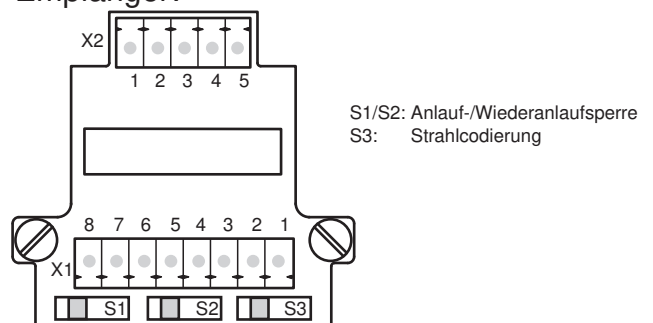 X2
1 2 3 4 5
S1/S2: Anlauf-/Wiederanlaufsperre
S3: Strahlcodierung
8 7 6 5 4 3 2 1
X1
S1 S2 S3